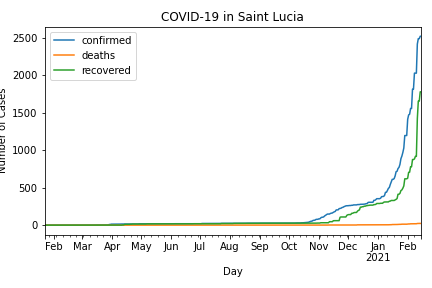 COVID-19 in Saint Lucia
confirmed
deaths
recovered
2500
2000
1500
1000
500
0
Number of Cases
Feb Mar Apr May Jun Jul Aug Sep Oct Nov Dec Jan Feb
2021
Day